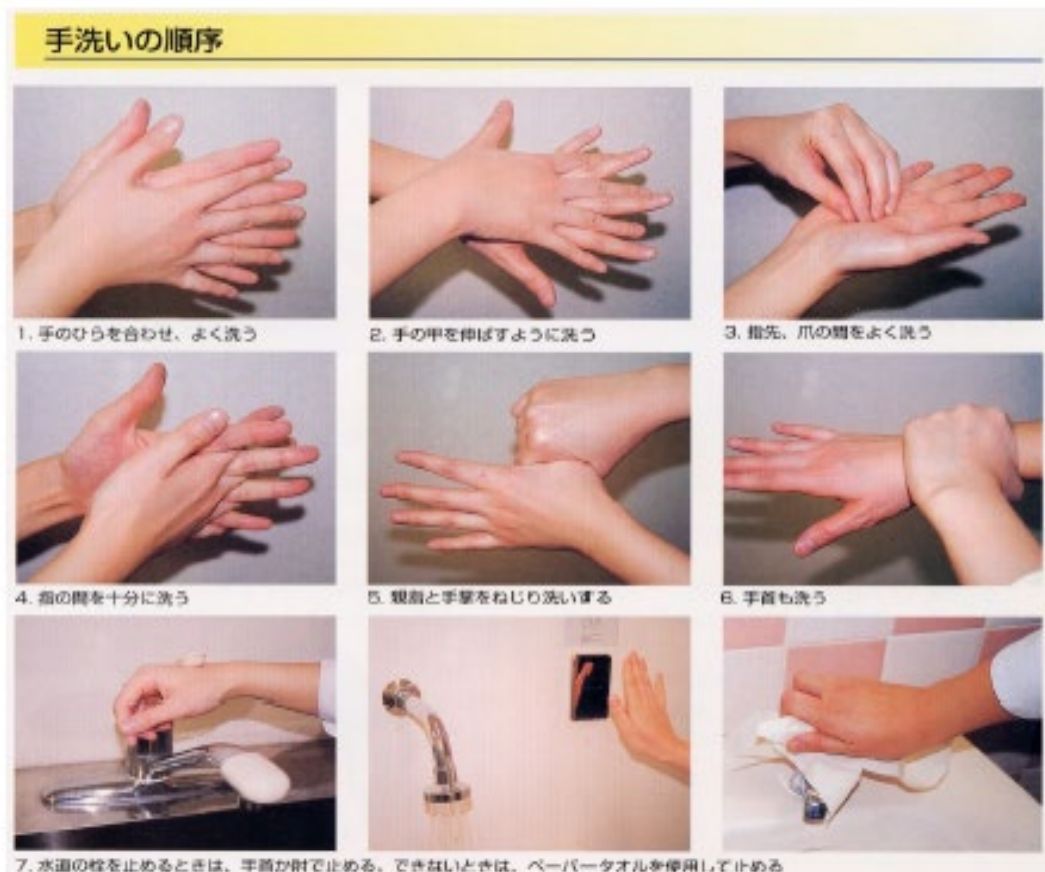 手洗いの順序
1. 手のひらを合わせ、よく洗う
2. 手の甲を伸ばすように洗う
3. 指先、爪の間をよく洗う
4. 指の間を十分に洗う
5. 親指と手掌をねじり洗いする
6. 手首も洗う
7. 水道の栓を止めるときは、手首か肘で止める。できないときは、ペーパータオルを使用して止める